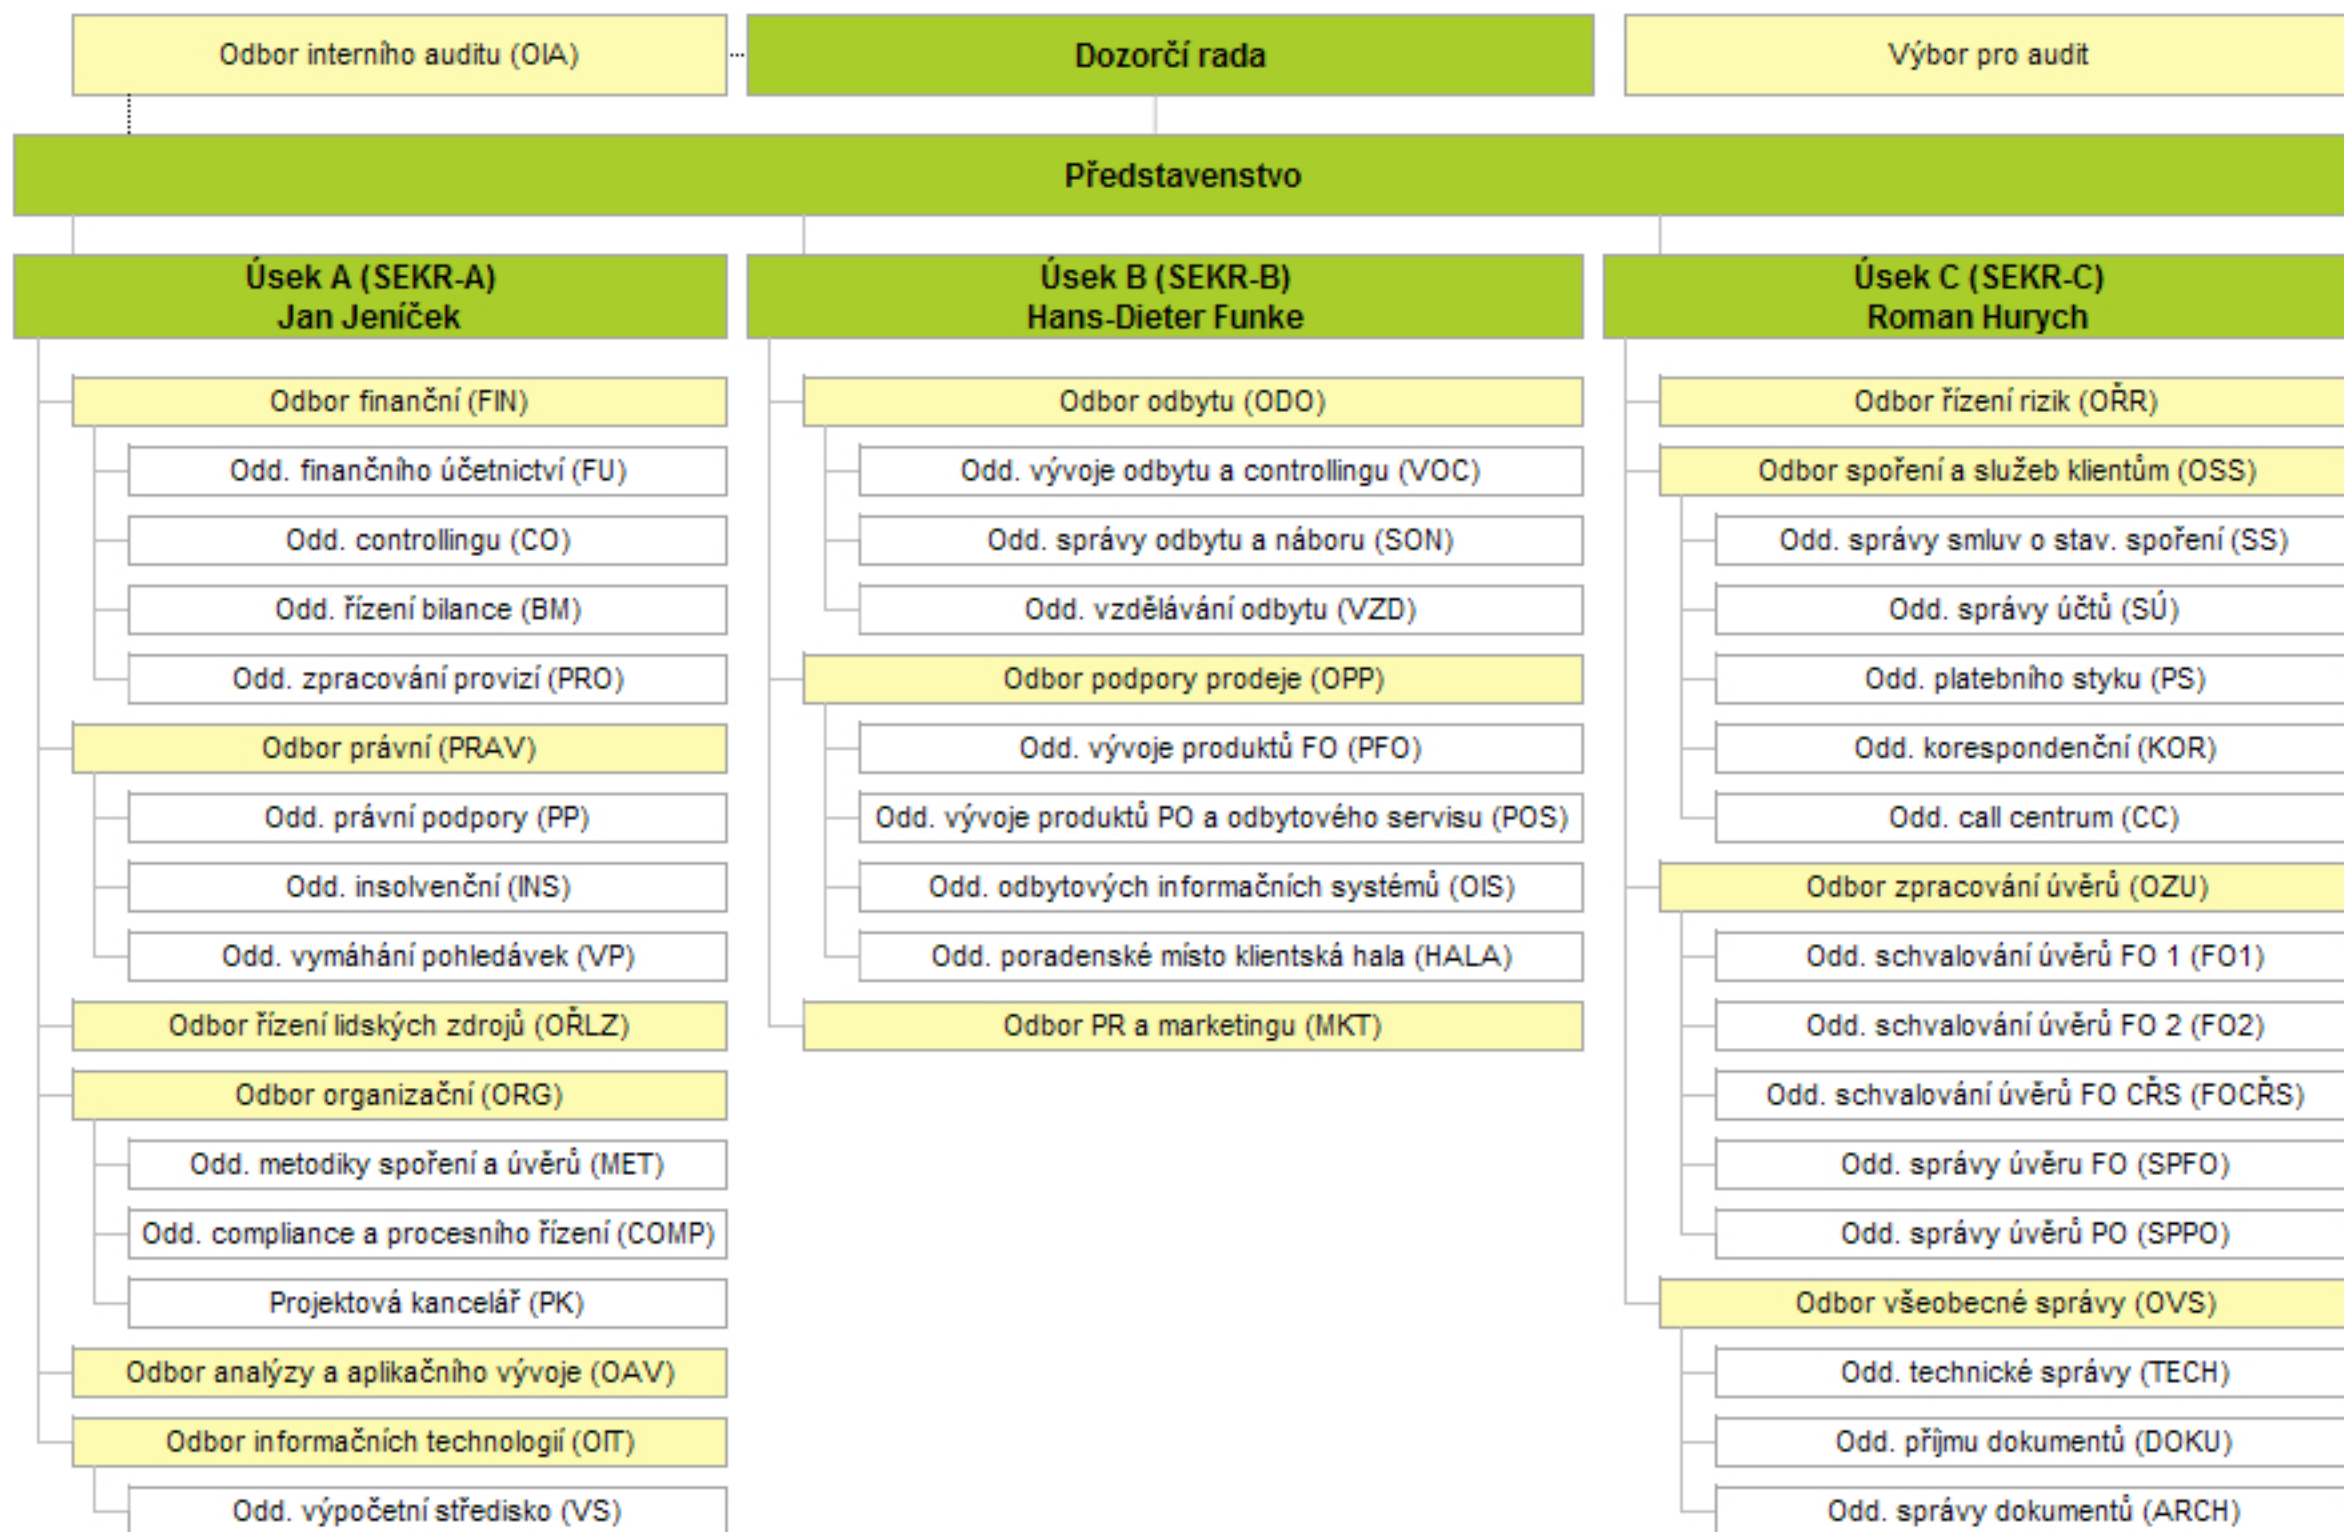 Odbor interního auditu (OIA)
Dozorčí rada
Výbor pro audit
Představenstvo
Úsek A (SEKR-A)
Jan Jeníček
Odbor finanční (FIN)
Odd. finančního účetnictví (FU)
Odd. controllingu (CO)
Odd. řízení bilance (BM)
Odd. zpracování provizí (PRO)
Odbor právní (PRAV)
Odd. právní podpory (PP)
Odd. insolvenční (INS)
Odd. vymáhání pohledávek (VP)
Odbor řízení lidských zdrojů (OŘLZ)
Odbor organizační (ORG)
Odd. metodiky spoření a úvěrů (MET)
Odd. compliance a procesního řízení (COMP)
Projektová kancelář (PK)
Odbor analýzy a aplikačního vývoje (OAV)
Odbor informačních technologií (OIT)
Odd. výpočetní středisko (VS)
Úsek B (SEKR-B)
Hans-Dieter Funke
Odbor odbytu (ODO)
Odd. vývoje odbytu a controllingu (VOC)
Odd. správy odbytu a náboru (SON)
Odd. vzdělávání odbytu (VZD)
Odbor podpory prodeje (OPP)
Odd. vývoje produktů FO (PFO)
Odd. vývoje produktů PO a odbytového servisu (POS)
Odd. odbytových informačních systémů (OIS)
Odd. poradenské místo klientská hala (HALA)
Odbor PR a marketingu (MKT)
Úsek C (SEKR-C)
Roman Hurych
Odbor řízení rizik (OŘR)
Odbor spoření a služeb klientům (OSS)
Odd. správy smluv o stav. spoření (SS)
Odd. správy účtů (SÚ)
Odd. platebního styku (PS)
Odd. korespondenční (KOR)
Odd. call centrum (CC)
Odbor zpracování úvěrů (OZU)
Odd. schvalování úvěrů FO 1 (FO1)
Odd. schvalování úvěrů FO 2 (FO2)
Odd. schvalování úvěrů FO CŘS (FOCŘS)
Odd. správy úvěru FO (SPFO)
Odd. správy úvěrů PO (SPPO)
Odbor všeobecné správy (OVS)
Odd. technické správy (TECH)
Odd. příjmu dokumentů (DOKU)
Odd. správy dokumentů (ARCH)